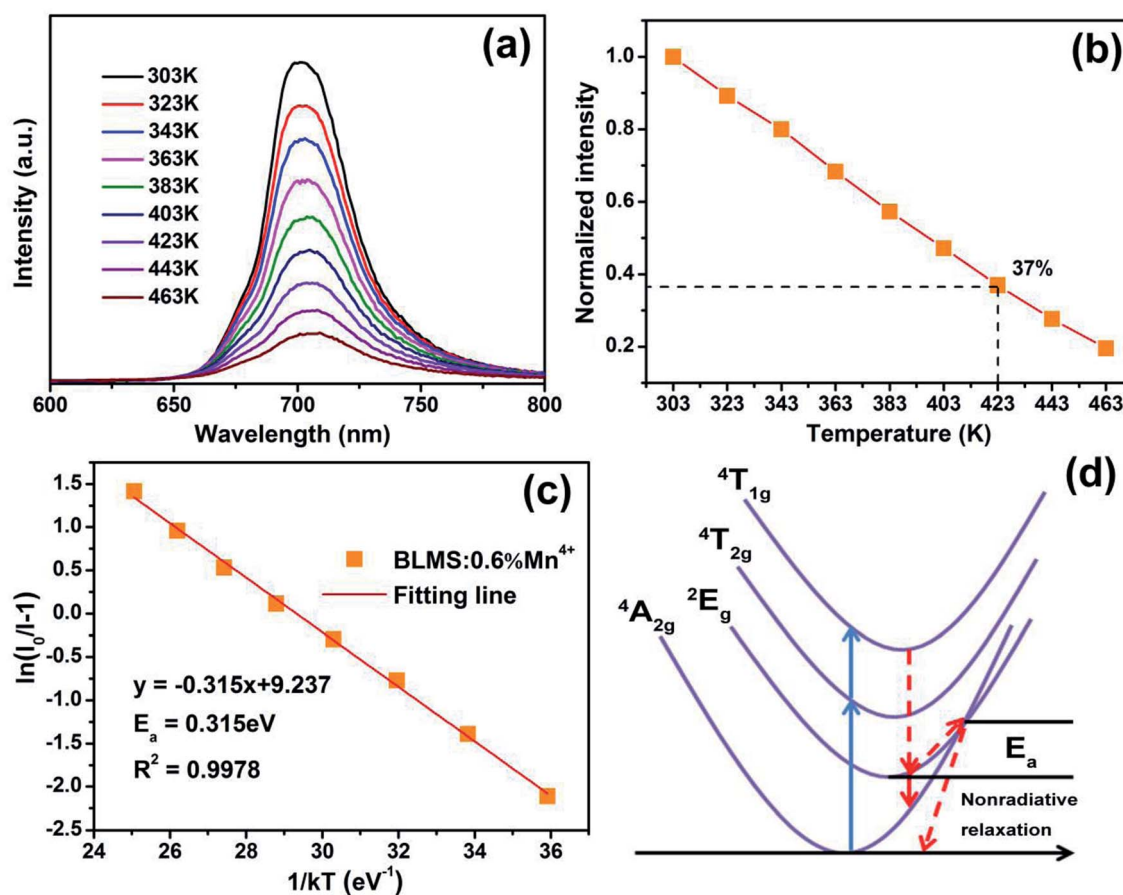 (a)
303K
323K
343K
363K
383K
403K
423K
443K
463K
Intensity (a.u.)
600 650 700 750 800
Wavelength (nm)
(b)
1.0
0.8
0.6
0.4
0.2
37%
Normalized intensity
303 323 343 363 383 403 423 443 463
Temperature (K)
(c)
1.5
1.0
0.5
0.0
-0.5
-1.0
-1.5
-2.0
-2.5
ln(I₀/I-1)
BLMS:0.6%Mn⁴⁺
Fitting line
y = -0.315x+9.237
Eₐ = 0.315eV
R² = 0.9978
24 26 28 30 32 34 36
1/kT (eV⁻¹)
(d)
⁴T₁g
⁴T₂g
²Eg
⁴A₂g
Eₐ
Nonradiative
relaxation